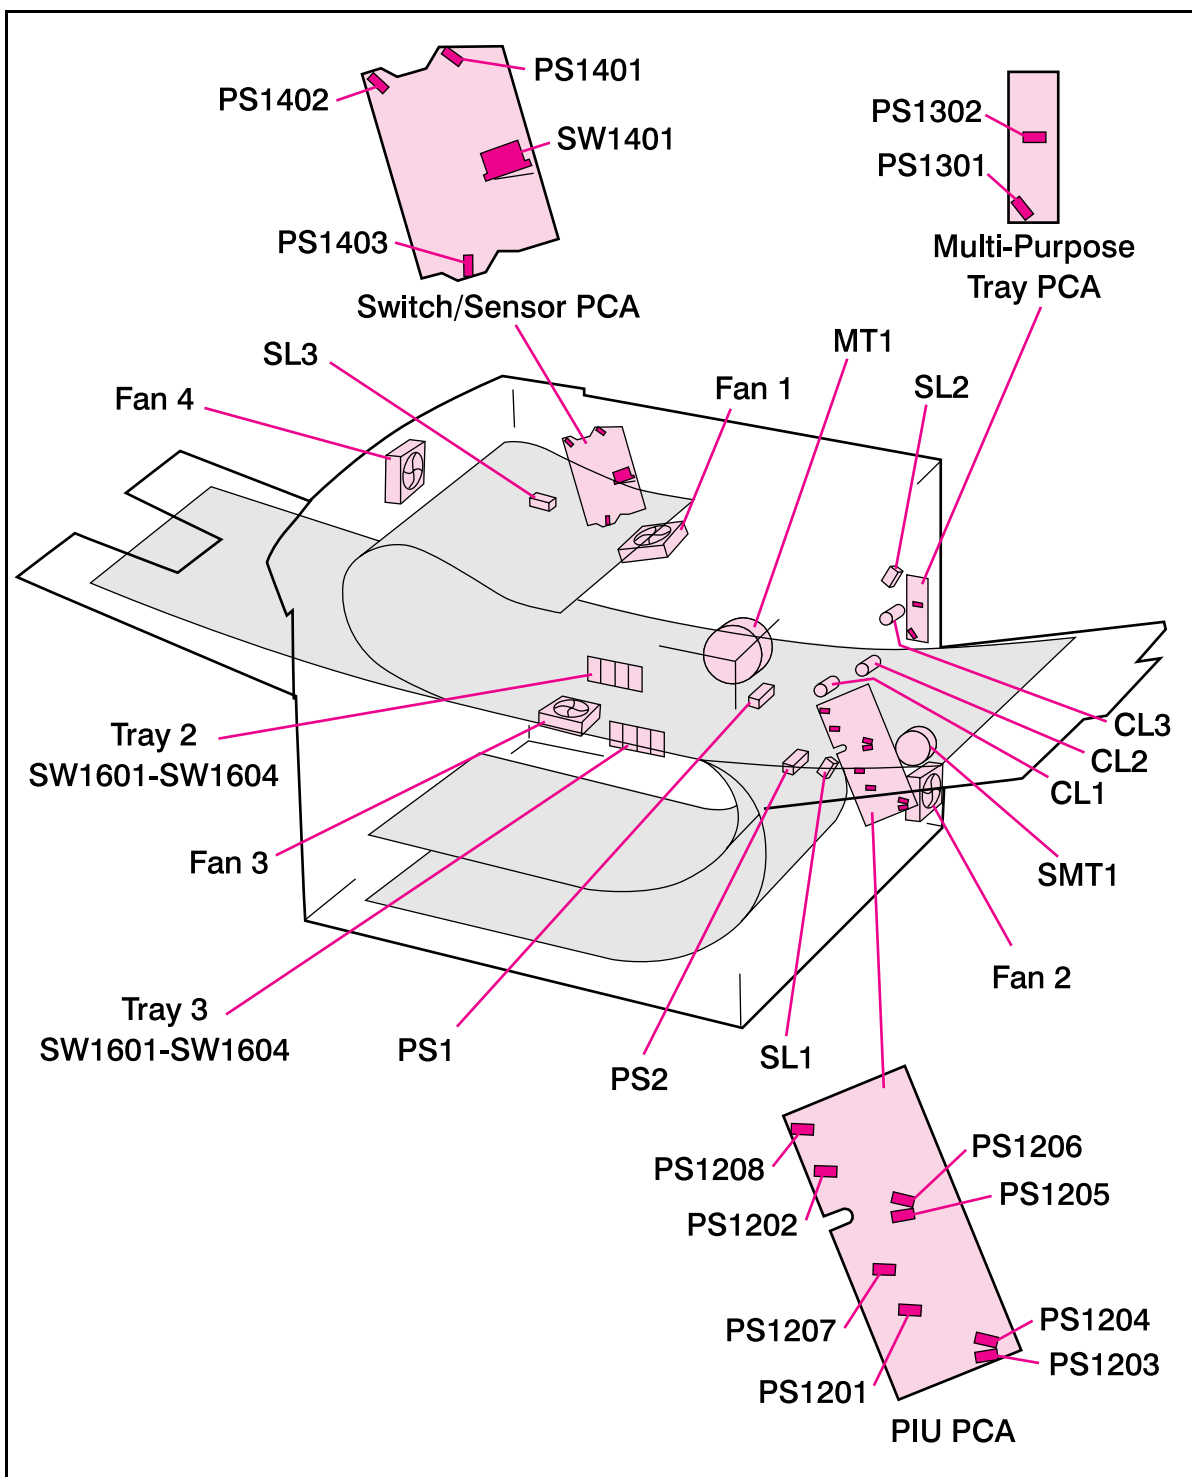 PS1401
PS1402
SW1401
PS1403
Switch/Sensor PCA
PS1302
PS1301
Multi-Purpose
Tray PCA
MT1
SL3
Fan 1
SL2
Fan 4
Tray 2
SW1601-SW1604
CL3
CL2
CL1
Fan 3
SMT1
Fan 2
Tray 3
SW1601-SW1604
PS1
PS2
SL1
PS1208
PS1206
PS1205
PS1202
PS1207
PS1204
PS1203
PS1201
PIU PCA